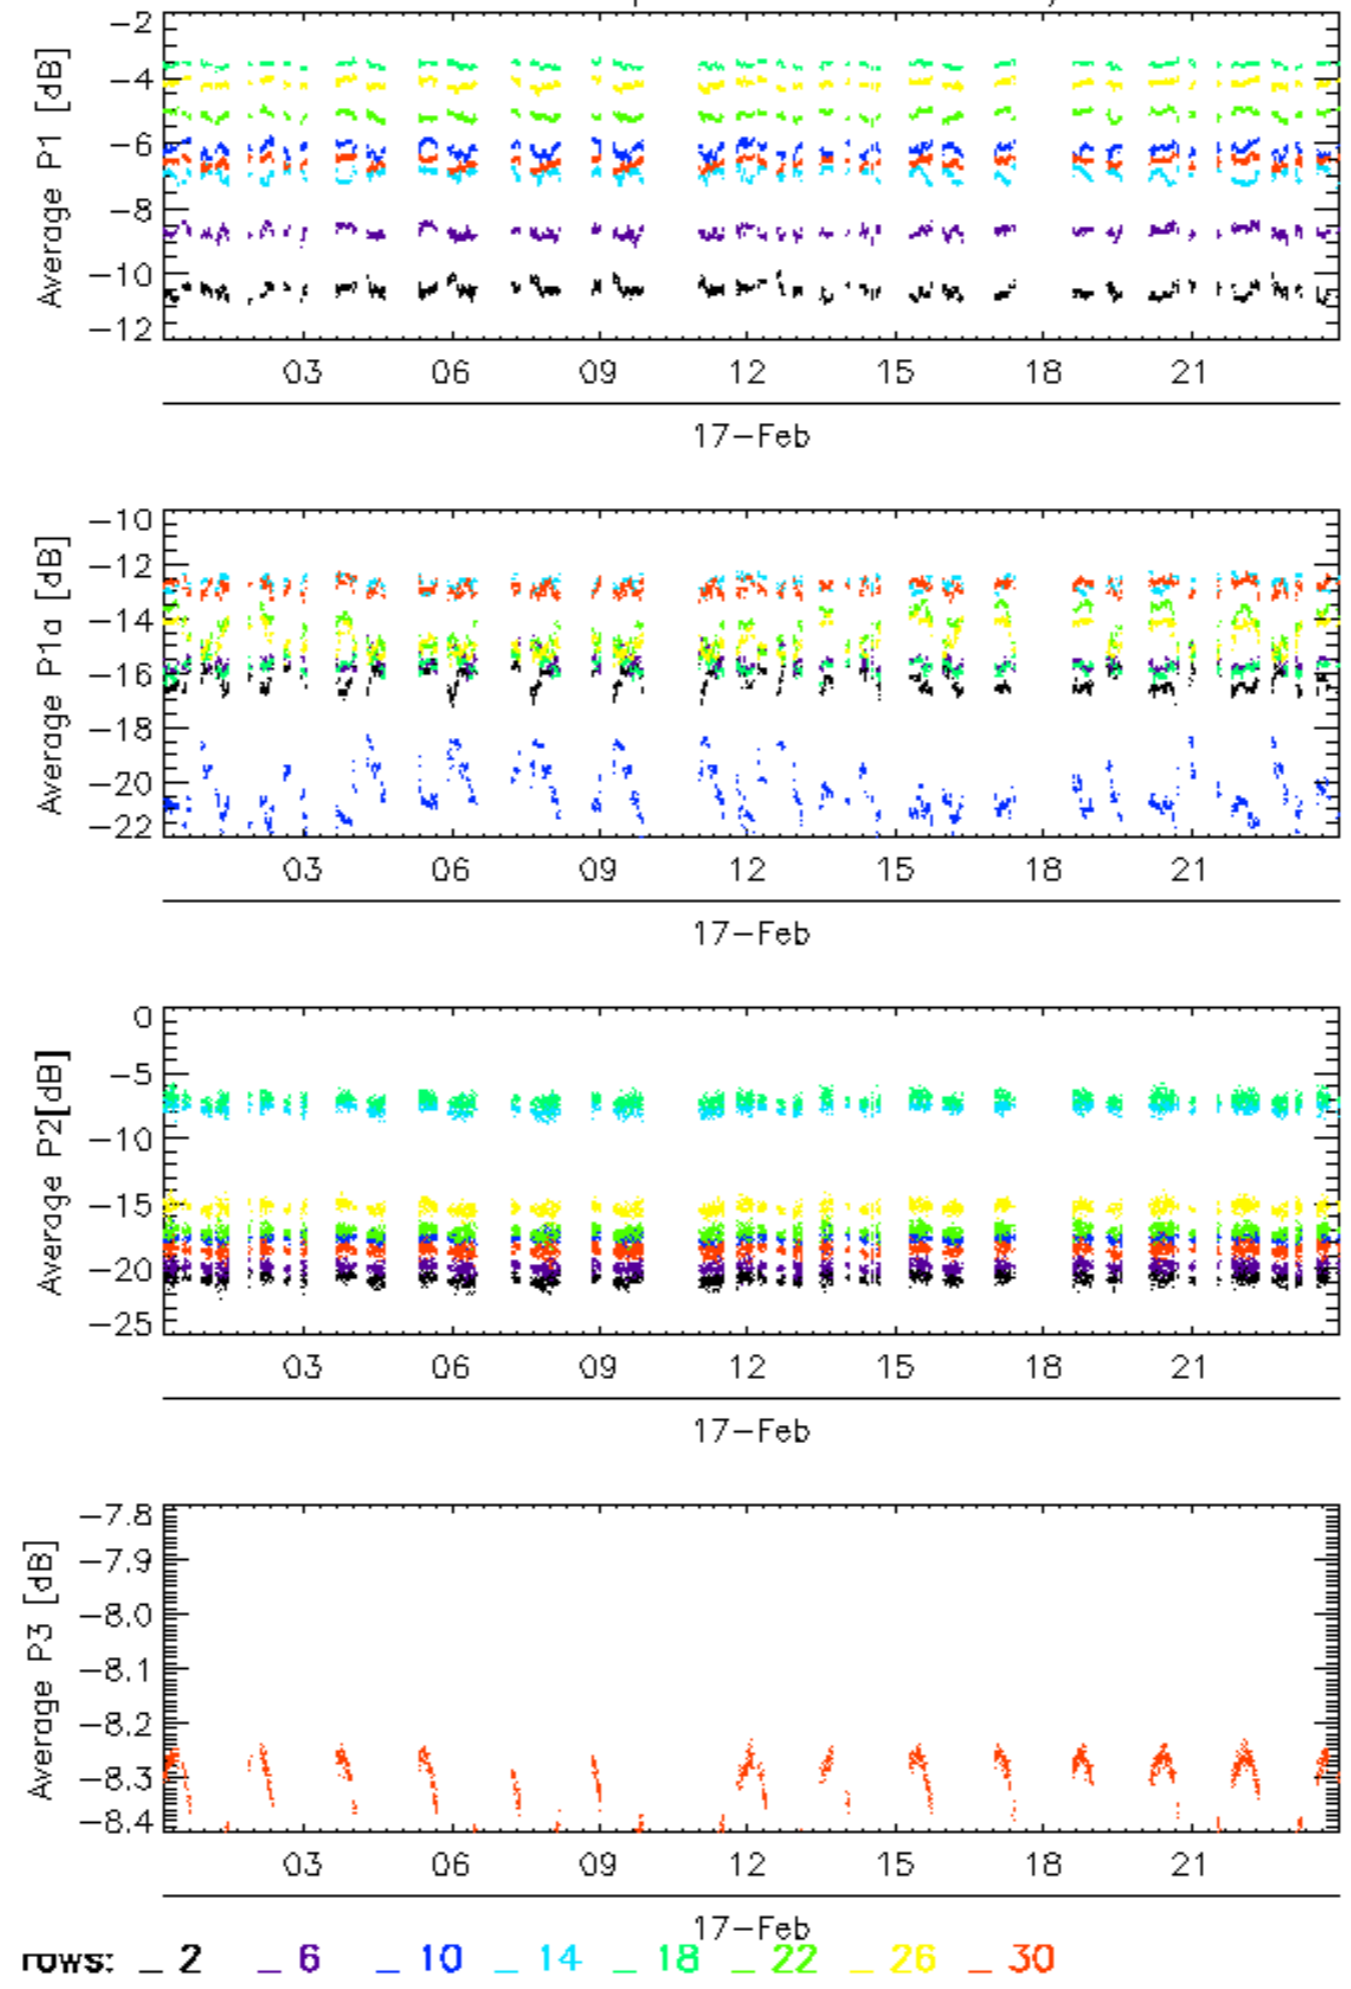 Average P1 [dB]
−2
−4
−6
−8
−10
−12
03 06 09 12 15 18 21
17−Feb
Average P1a [dB]
−10
−12
−14
−16
−18
−20
−22
03 06 09 12 15 18 21
17−Feb
Average P2[dB]
0
−5
−10
−15
−20
−25
03 06 09 12 15 18 21
17−Feb
Average P3 [dB]
−7.8
−7.9
−8.0
−8.1
−8.2
−8.3
−8.4
03 06 09 12 15 18 21
17−Feb
rows: _ 2 _ 6 _ 10 _ 14 _ 18 _ 22 _ 26 _ 30